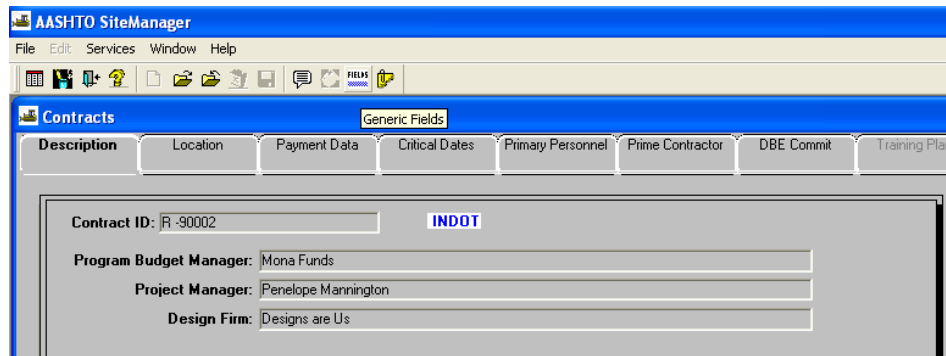 AASHTO SiteManager
File Edit Services Window Help
FIELDS
Contracts
Generic Fields
Description Location Payment Data Critical Dates Primary Personnel Prime Contractor DBE Commit Training Pla
Contract ID: R -90002 INDOT
Program Budget Manager: Mona Funds
Project Manager: Penelope Mannington
Design Firm: Designs are Us